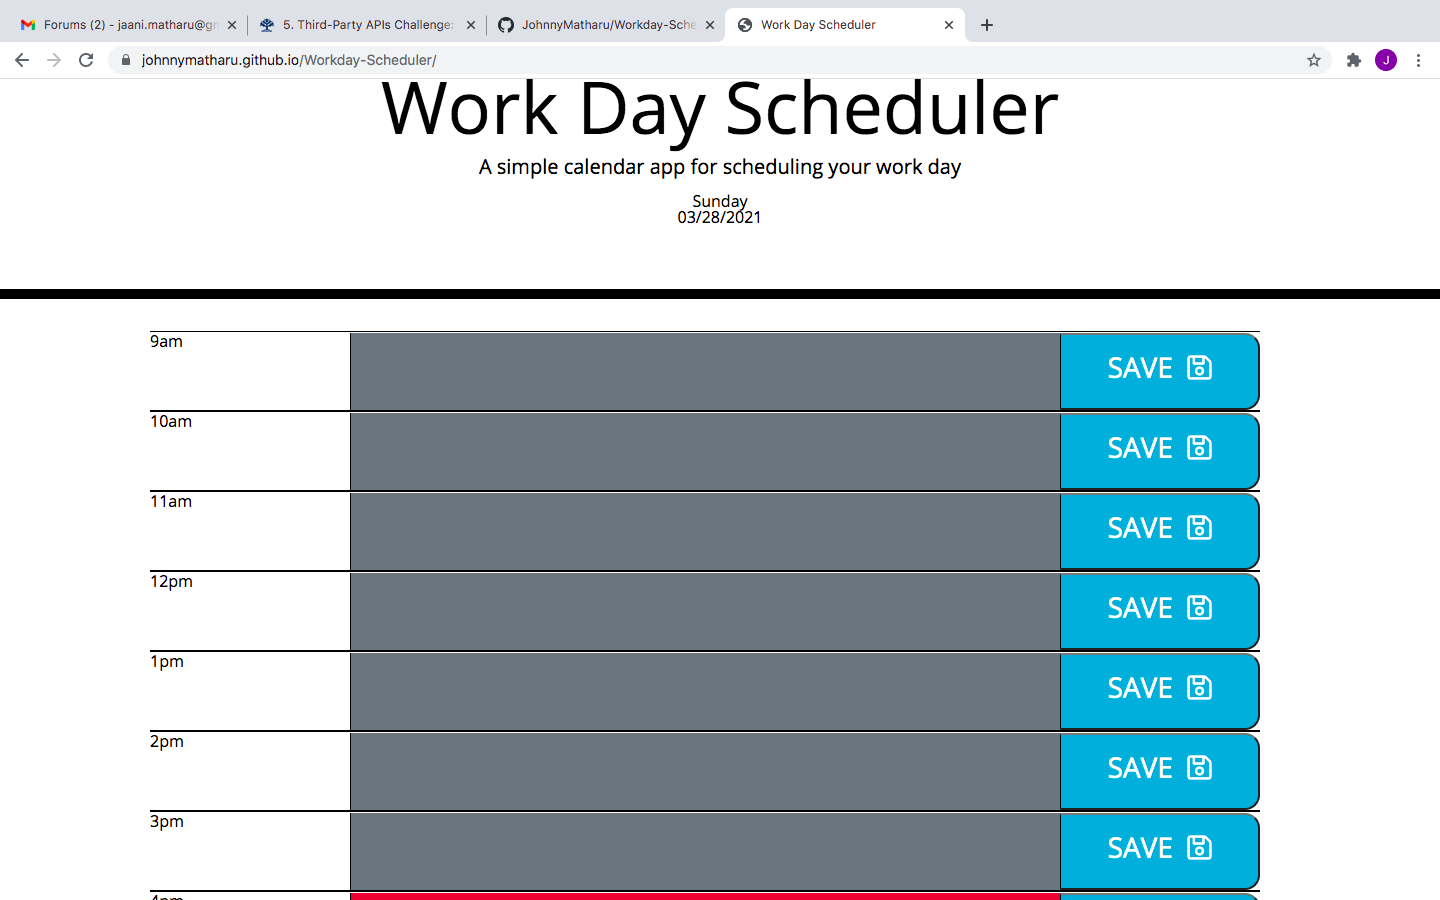 Forums (2) - jaani.matharu@gm
5. Third-Party APIs Challenge:
JohnnyMatharu/Workday-Sche
Work Day Scheduler
johnnymatharu.github.io/Workday-Scheduler/
J
Work Day Scheduler
A simple calendar app for scheduling your work day
Sunday
03/28/2021
9am
SAVE
10am
SAVE
11am
SAVE
12pm
SAVE
1pm
SAVE
2pm
SAVE
3pm
SAVE
4pm